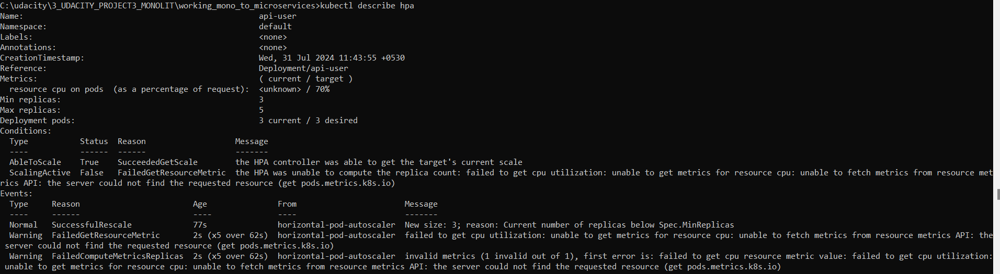 C:\udacity\3_UDACITY_PROJECT3_MONOLIT\working_mono_to_microservices>kubectl describe hpa
Name:                                                  api-user
Namespace:                                             default
Labels:                                                <none>
Annotations:                                           <none>
CreationTimestamp:                                     Wed, 31 Jul 2024 11:43:55 +0530
Reference:                                             Deployment/api-user
Metrics:                                               ( current / target )
  resource cpu on pods  (as a percentage of request):  <unknown> / 70%
Min replicas:                                          3
Max replicas:                                          5
Deployment pods:                                       3 current / 3 desired
Conditions:
  Type           Status  Reason                   Message
  ----           ------  ------                   -------
  AbleToScale    True    SucceededGetScale        the HPA controller was able to get the target's current scale
  ScalingActive  False   FailedGetResourceMetric  the HPA was unable to compute the replica count: failed to get cpu utilization: unable to get metrics for resource cpu: unable to fetch metrics from resource met
rics API: the server could not find the requested resource (get pods.metrics.k8s.io)
Events:
  Type     Reason                        Age                From                       Message
  ----     ------                        ----               ----                       -------
  Normal   SuccessfulRescale             77s                horizontal-pod-autoscaler  New size: 3; reason: Current number of replicas below Spec.MinReplicas
  Warning  FailedGetResourceMetric       2s (x5 over 62s)  horizontal-pod-autoscaler  failed to get cpu utilization: unable to get metrics for resource cpu: unable to fetch metrics from resource metrics API: the
 server could not find the requested resource (get pods.metrics.k8s.io)
  Warning  FailedComputeMetricsReplicas  2s (x5 over 62s)  horizontal-pod-autoscaler  invalid metrics (1 invalid out of 1), first error is: failed to get cpu resource metric value: failed to get cpu utilization:
 unable to get metrics for resource cpu: unable to fetch metrics from resource metrics API: the server could not find the requested resource (get pods.metrics.k8s.io)